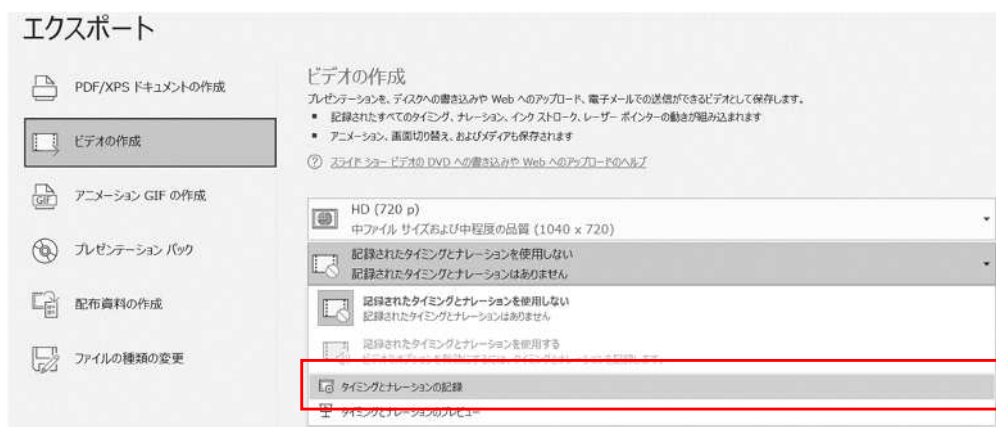 エクスポート
PDF/XPS ドキュメントの作成
ビデオの作成
アニメーション GIF の作成
プレゼンテーション パック
配布資料の作成
ファイルの種類の変更
ビデオの作成
プレゼンテーションを、ディスクへの書き込みや Web へのアップロード、電子メールでの送信ができるビデオとして保存します。
▪ 記録されたすべてのタイミング、ナレーション、インク ストローク、レーザー ポインターの動きが組み込まれます
▪ アニメーション、画面切り替え、およびメディアも保存されます
スライド ショー ビデオの DVD への書き込みや Web へのアップロードのヘルプ
HD (720 p)
中ファイル サイズおよび中程度の品質 (1040 x 720)
記録されたタイミングとナレーションを使用しない
記録されたタイミングとナレーションはありません
記録されたタイミングとナレーションを使用しない
記録されたタイミングとナレーションはありません
記録されたタイミングとナレーションを使用する
タイミングとナレーションの記録
タイミングとナレーションのプレビュー